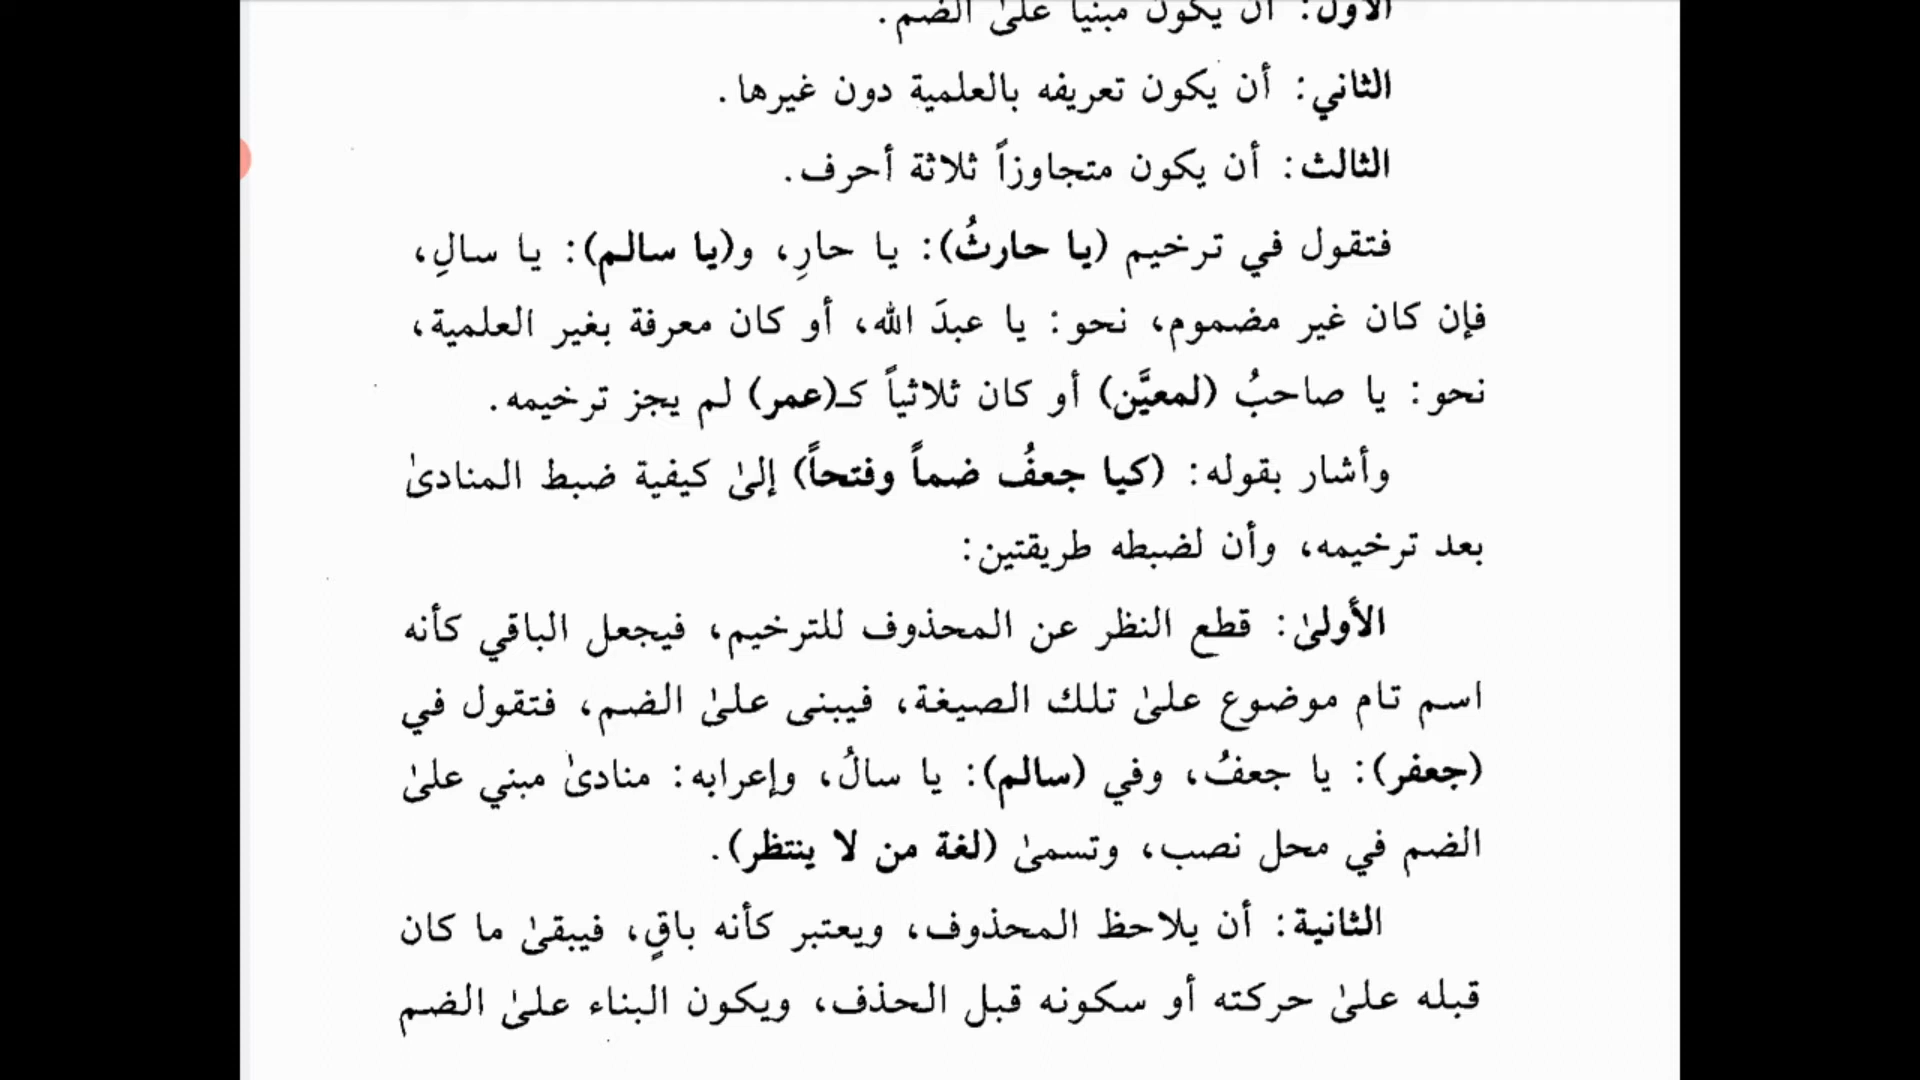 الأول: أن يكون مبنياً علىٰ الضم.
الثاني: أن يكون تعريفه بالعلمية دون غيرها.
الثالث: أن يكون متجاوزاً ثلاثة أحرف.
فتقول في ترخيم (يا حارثُ): يا حارِ، و(يا سالم): يا سالِ،
فإن كان غير مضموم، نحو: يا عبدَ الله، أو كان معرفة بغير العلمية،
نحو: يا صاحبُ (لمعيَّن) أو كان ثلاثياً كـ(عمر) لم يجز ترخيمه.
وأشار بقوله: (كيا جعفُ ضماً وفتحاً) إلىٰ كيفية ضبط المنادىٰ
بعد ترخيمه، وأن لضبطه طريقتين:
الأولىٰ: قطع النظر عن المحذوف للترخيم، فيجعل الباقي كأنه
اسم تام موضوع علىٰ تلك الصيغة، فيبنى علىٰ الضم، فتقول في
(جعفر): يا جعفُ، وفي (سالم): يا سالُ، وإعرابه: منادىٰ مبني علىٰ
الضم في محل نصب، وتسمىٰ (لغة من لا ينتظر).
الثانية: أن يلاحظ المحذوف، ويعتبر كأنه باقٍ، فيبقىٰ ما كان
قبله علىٰ حركته أو سكونه قبل الحذف، ويكون البناء علىٰ الضم